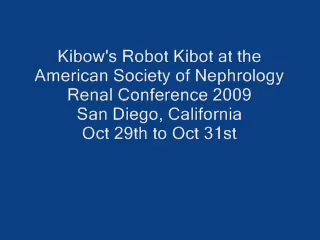 Kibow's Robot Kibot at the
American Society of Nephrology
Renal Conference 2009
San Diego, California
Oct 29th to Oct 31st